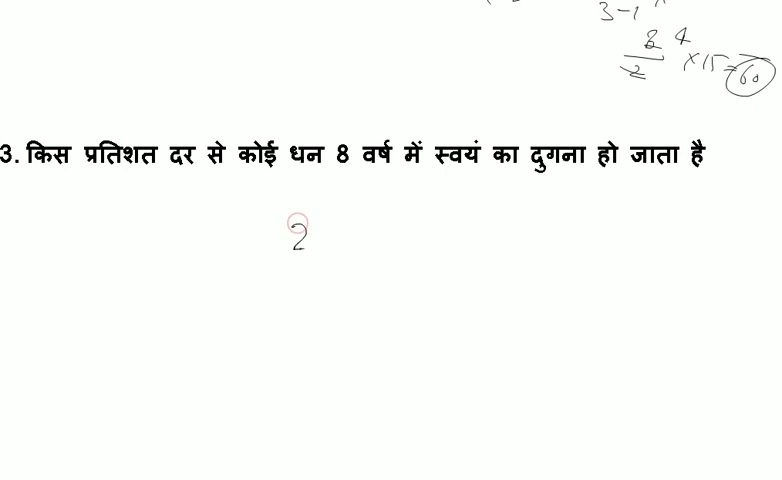 3-1
8 4
2 ×15=60
3. किस प्रतिशत दर से कोई धन 8 वर्ष में स्वयं का दुगना हो जाता है
2